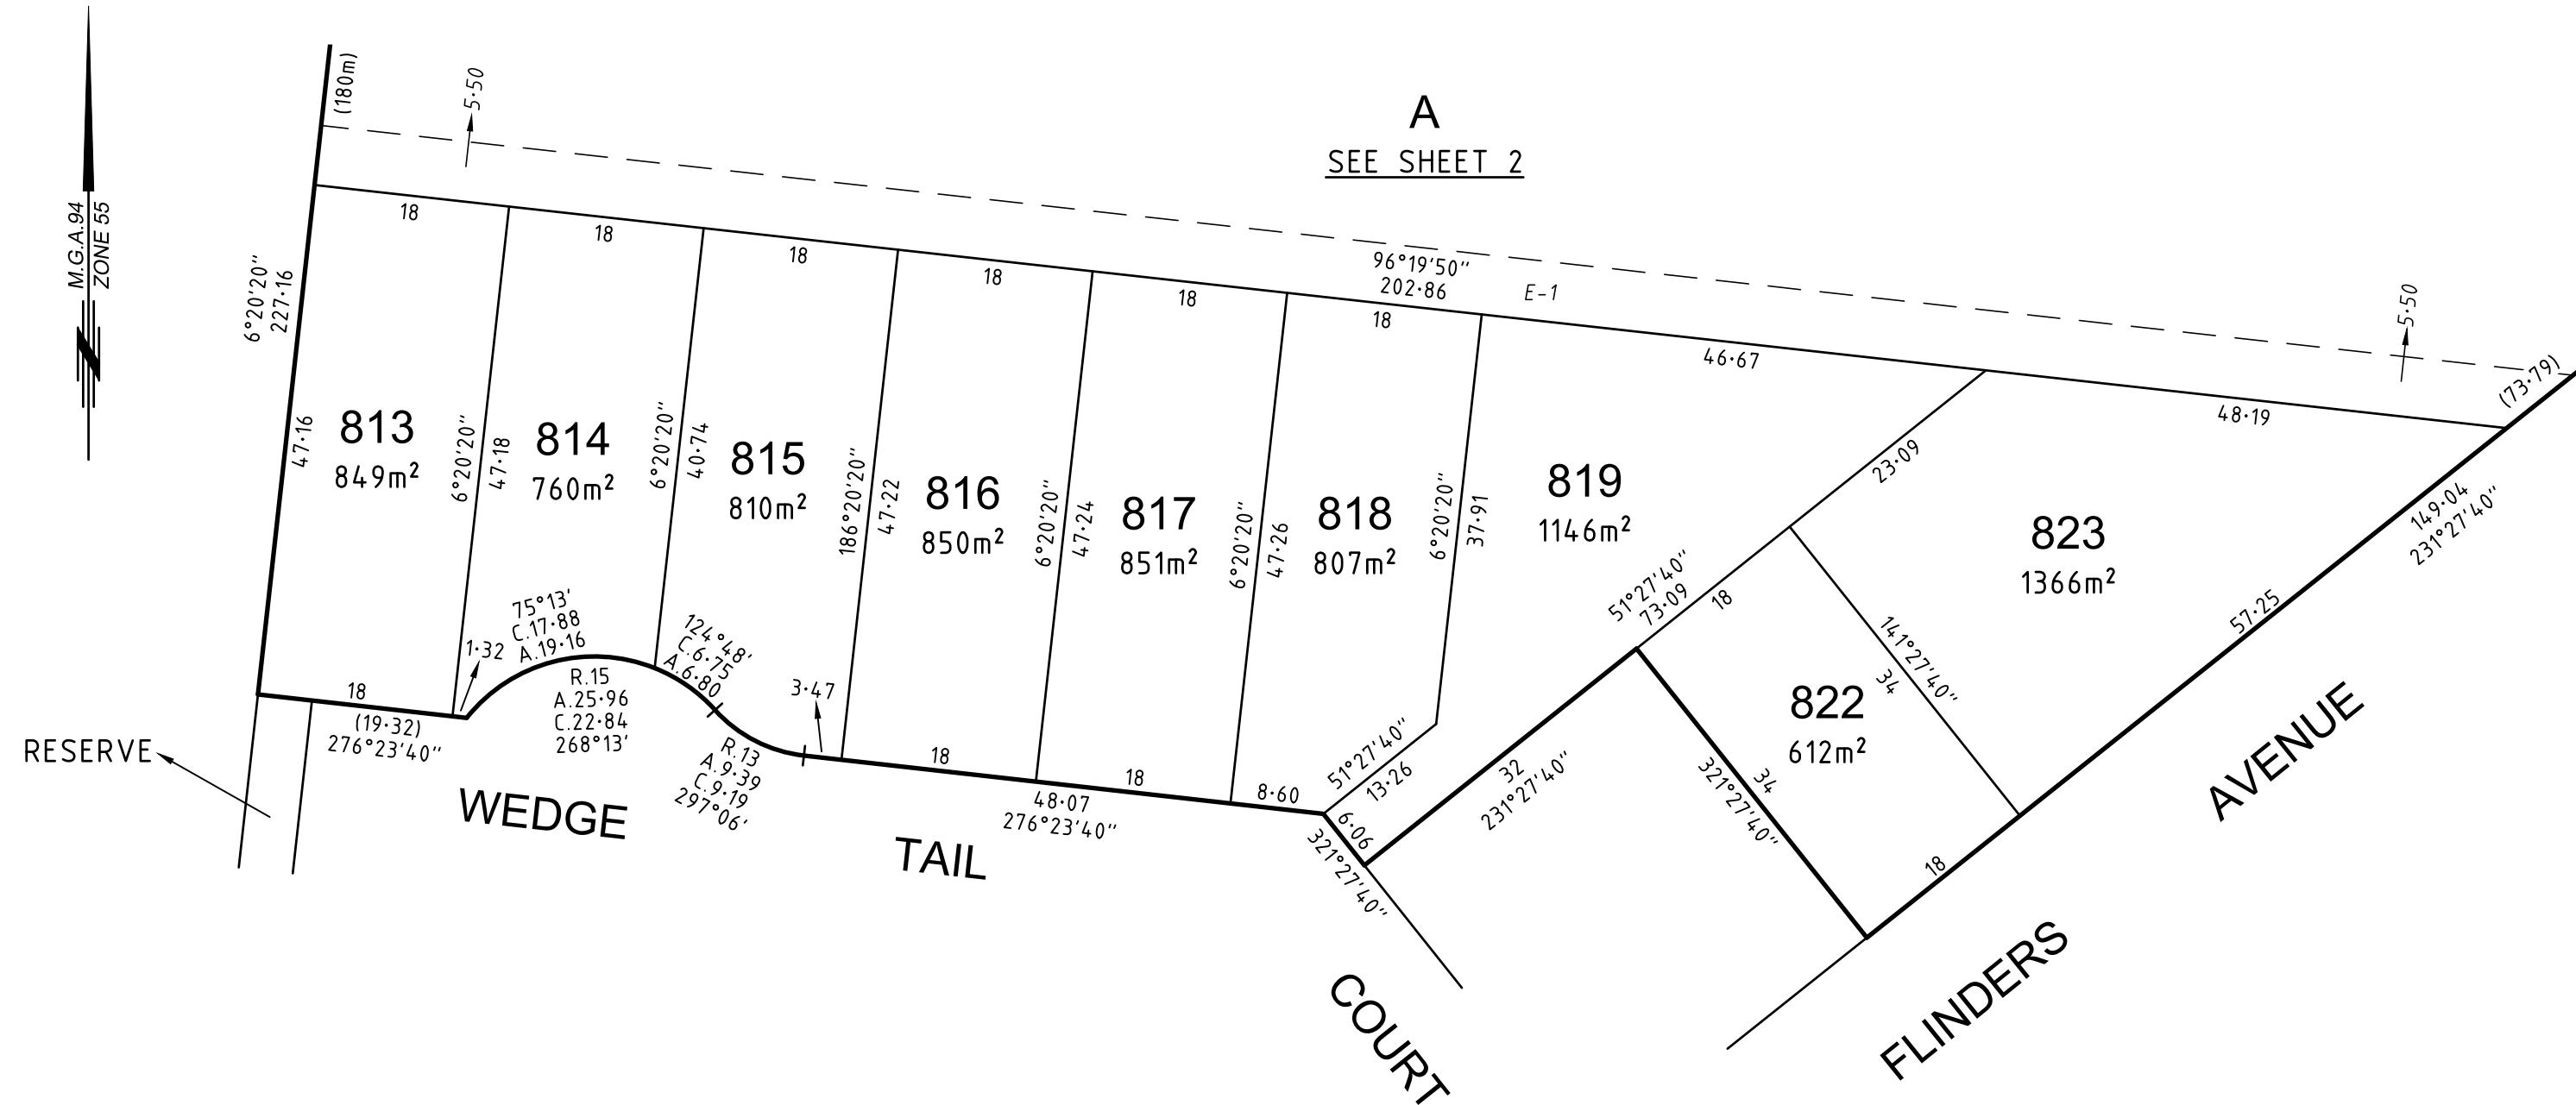 M.G.A.94
ZONE 55
(180m)
5·50
A
SEE SHEET 2
96°19'50"
202·86
E-1
5·50
(73·79)
6°20'20"
227·16
18
18
18
18
18
18
46·67
48·19
47·16
813
849m²
6°20'20"
47·18
814
760m²
6°20'20"
40·74
815
810m²
186°20'20"
47·22
816
850m²
6°20'20"
47·24
817
851m²
6°20'20"
47·26
818
807m²
6°20'20"
37·91
819
1146m²
23·09
51°27'40"
73·09
18
823
1366m²
149·04
231°27'40"
57·25
141°27'40"
34
822
612m²
34
321°27'40"
18
75°13'
C.17·88
A.19·16
1·32
124°48'
C.6·75
A.6·80
R.15
A.25·96
C.22·84
268°13'
R.13
A.9·39
C.9·19
297°06'
3·47
18
(19·32)
276°23'40"
RESERVE
18
18
8·60
48·07
276°23'40"
51°27'40"
13·26
6·06
321°27'40"
32
231°27'40"
WEDGE
TAIL
COURT
FLINDERS
AVENUE